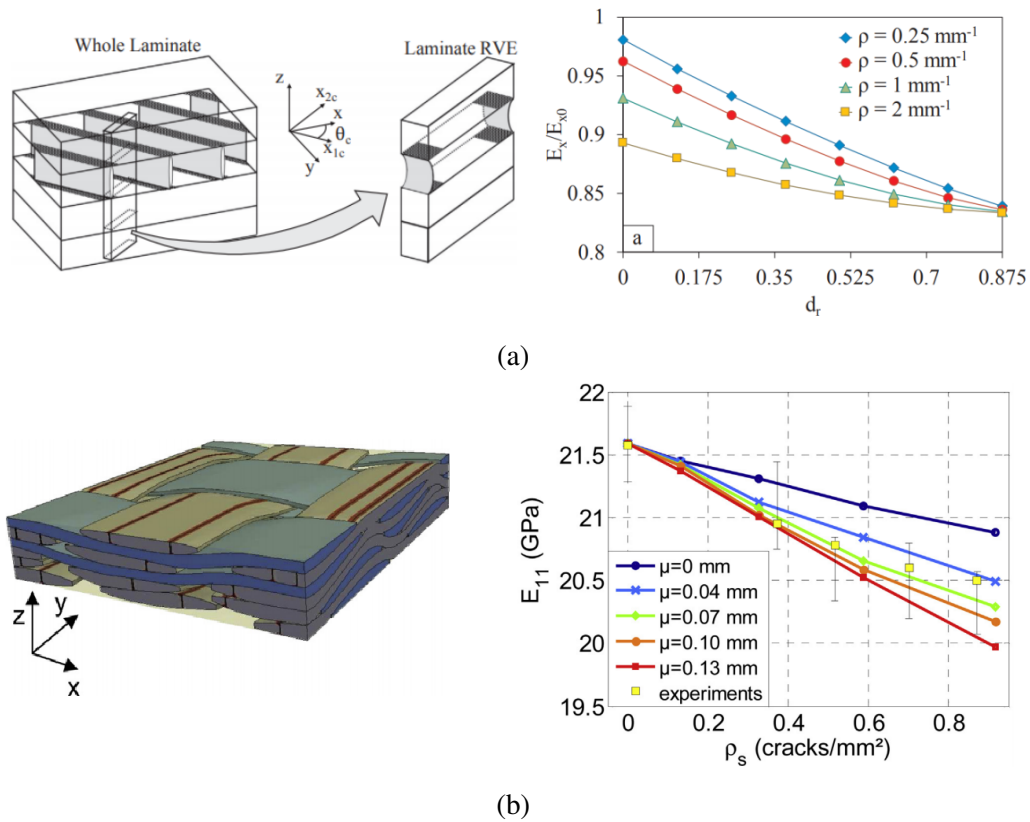 Whole Laminate
Laminate RVE
z
x2c
x
θc
x1c
y
Ex/Ex0
1
0.95
0.9
0.85
0.8
ρ = 0.25 mm⁻¹
ρ = 0.5 mm⁻¹
ρ = 1 mm⁻¹
ρ = 2 mm⁻¹
a
0 0.175 0.35 0.525 0.7 0.875
dr
(a)
z
y
x
E11 (GPa)
22
21.5
21
20.5
20
19.5
μ=0 mm
μ=0.04 mm
μ=0.07 mm
μ=0.10 mm
μ=0.13 mm
experiments
0 0.2 0.4 0.6 0.8
ρs (cracks/mm²)
(b)